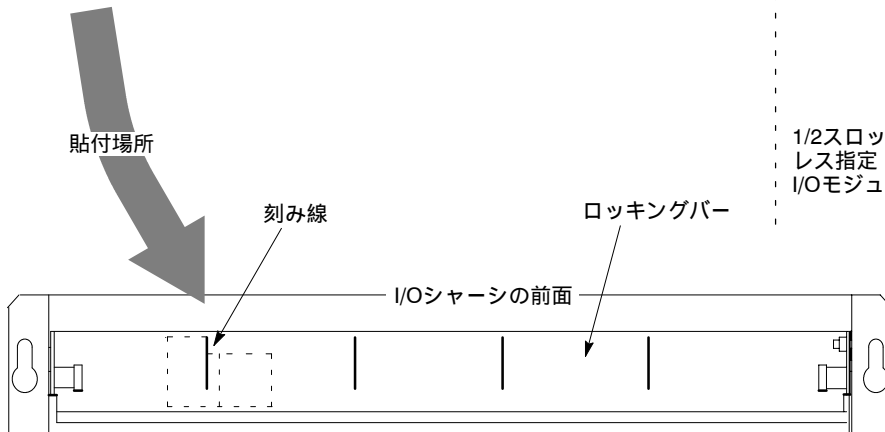 貼付場所
1/2スロッ
レス指定
I/Oモジュ
刻み線
ロッキングバー
I/Oシャーシの前面